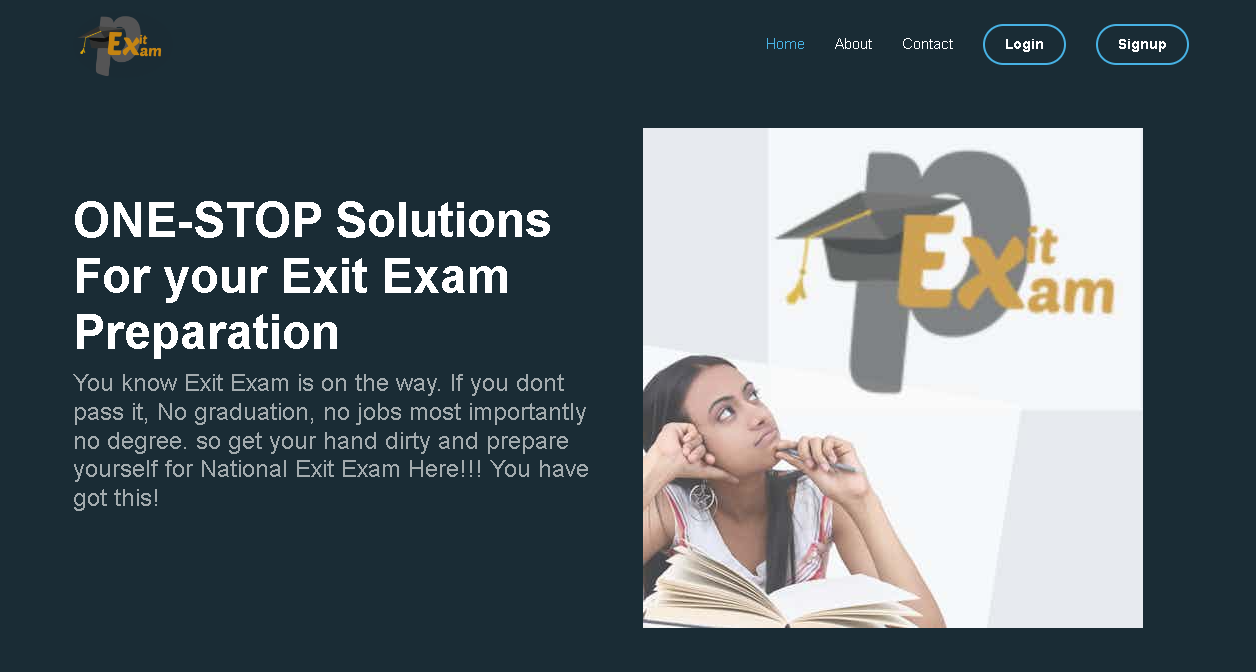 Exit
Exam
Home
About
Contact
Login
Signup
ONE-STOP Solutions
For your Exit Exam
Preparation
You know Exit Exam is on the way. If you dont
pass it, No graduation, no jobs most importantly
no degree. so get your hand dirty and prepare
yourself for National Exit Exam Here!!! You have
got this!
p
Exit
Exam